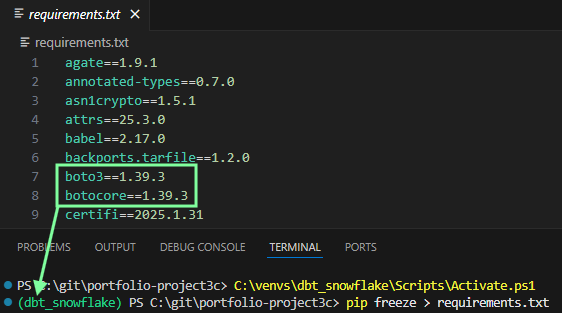 requirements.txt
requirements.txt
1 agate==1.9.1
2 annotated-types==0.7.0
3 asn1crypto==1.5.1
4 attrs==25.3.0
5 babel==2.17.0
6 backports.tarfile==1.2.0
7 boto3==1.39.3
8 botocore==1.39.3
9 certifi==2025.1.31
PROBLEMS OUTPUT DEBUG CONSOLE TERMINAL PORTS
PS C:\git\portfolio-project3c> C:\venvs\dbt_snowflake\Scripts\Activate.ps1
(dbt_snowflake) PS C:\git\portfolio-project3c> pip freeze > requirements.txt